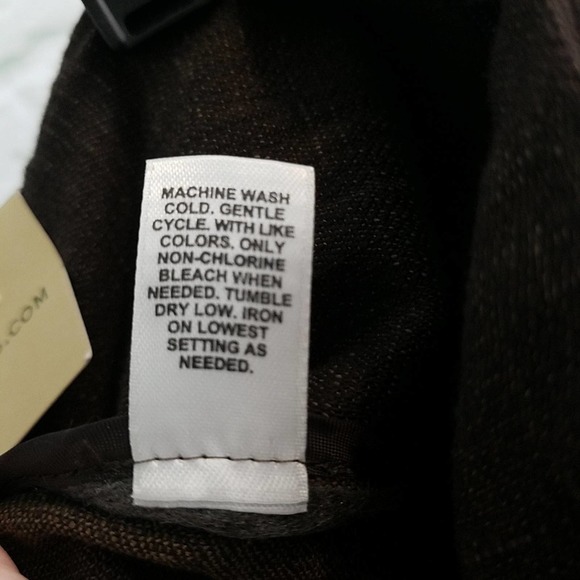 MACHINE WASH
COLD. GENTLE
CYCLE. WITH LIKE
COLORS. ONLY
NON-CHLORINE
BLEACH WHEN
NEEDED. TUMBLE
DRY LOW. IRON
ON LOWEST
SETTING AS
NEEDED.
.COM